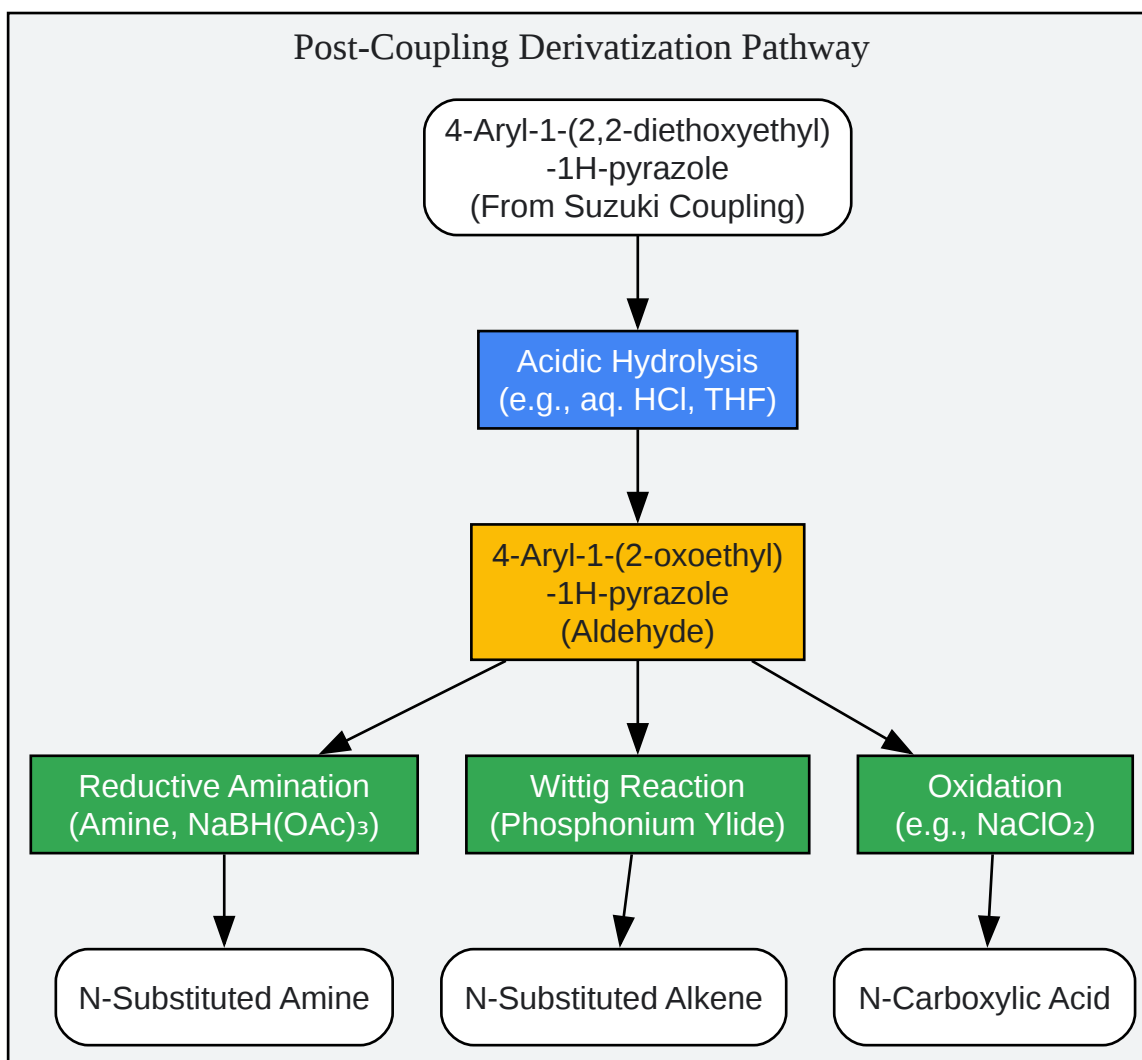 Post-Coupling Derivatization Pathway
4-Aryl-1-(2,2-diethoxyethyl)
-1H-pyrazole
(From Suzuki Coupling)
Acidic Hydrolysis
(e.g., aq. HCl, THF)
4-Aryl-1-(2-oxoethyl)
-1H-pyrazole
(Aldehyde)
Reductive Amination
(Amine, NaBH(OAc)₃)
Wittig Reaction
(Phosphonium Ylide)
Oxidation
(e.g., NaClO₂)
N-Substituted Amine
N-Substituted Alkene
N-Carboxylic Acid